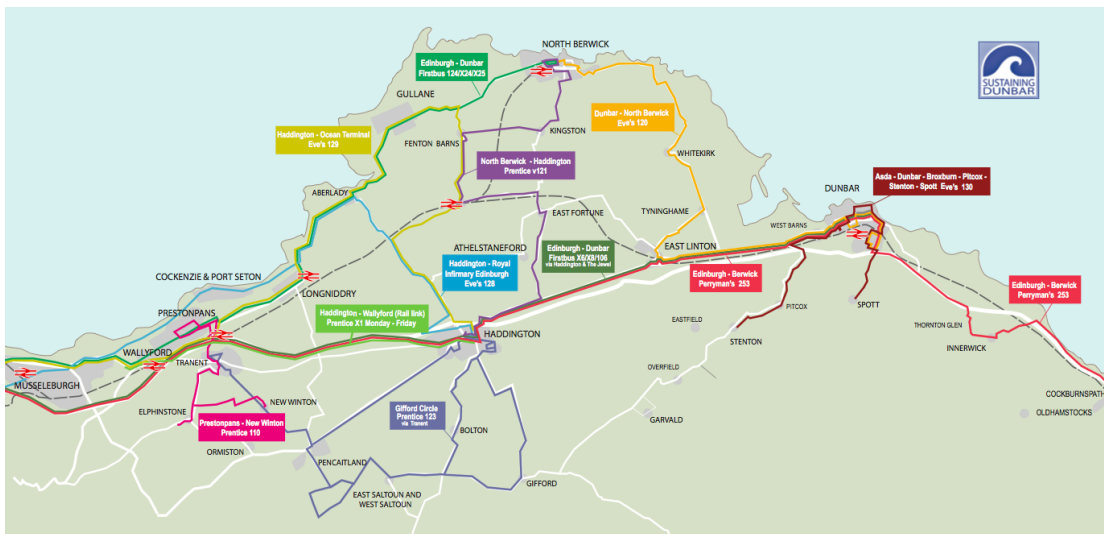 NORTH BERWICK
Edinburgh - Dunbar
Firstbus 124/X24/X25
SUSTAINING
DUNBAR
GULLANE
Dunbar - North Berwick
Eve's 120
Haddington - Ocean Terminal
Eve's 129
KINGSTON
FENTON BARNS
WHITEKIRK
North Berwick - Haddington
Prentice v121
Asda - Dunbar - Broxburn - Pitcox -
Stenton - Spott Eve's 130
DUNBAR
ABERLADY
EAST FORTUNE
TYNINGHAME
WEST BARNS
ATHELSTANEFORD
EAST LINTON
Edinburgh - Dunbar
Firstbus X6/X8/106
via Haddington & The Jewel
Haddington - Royal
Infirmary Edinburgh
Eve's 128
COCKENZIE & PORT SETON
Edinburgh - Berwick
Perryman's 253
Edinburgh - Berwick
Perryman's 253
LONGNIDDRY
PRESTONPANS
Haddington - Wallyford (Rail link)
Prentice X1 Monday - Friday
SPOTT
PITCOX
EASTFIELD
THORNTON GLEN
HADDINGTON
STENTON
INNERWICK
WALLYFORD
TRANENT
MUSSELEBURGH
OVERFIELD
COCKBURNSPATH
NEW WINTON
ELPHINSTONE
Gifford Circle
Prentice 123
via Tranent
OLDHAMSTOCKS
GARVALD
Prestonpans - New Winton
Prentice 110
BOLTON
ORMISTON
PENCAITLAND
GIFFORD
EAST SALTOUN AND
WEST SALTOUN